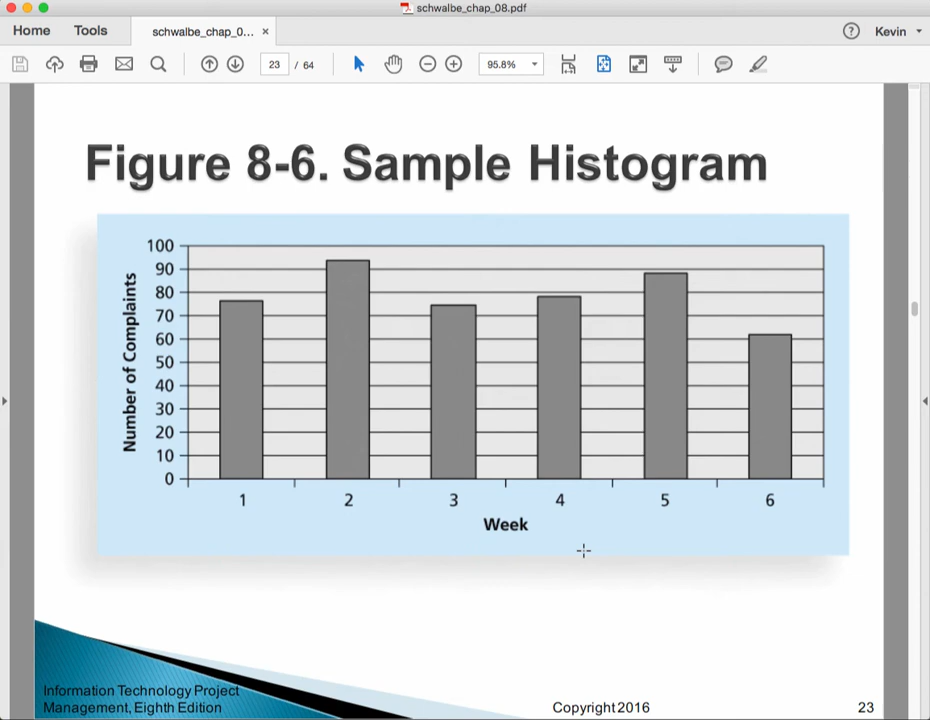 schwalbe_chap_08.pdf
Home Tools schwalbe_chap_0... × ? Kevin
23 / 64 95.8%
Figure 8-6. Sample Histogram
Number of Complaints
100
90
80
70
60
50
40
30
20
10
0
1 2 3 4 5 6
Week
Information Technology Project
Management, Eighth Edition Copyright 2016 23